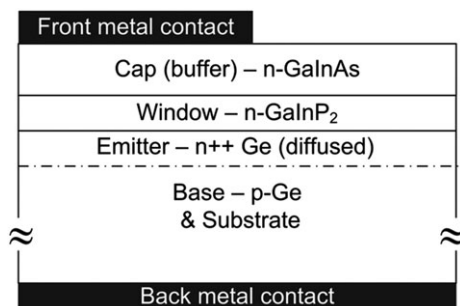 Front metal contact
Cap (buffer) – n-GaInAs
Window – n-GaInP₂
Emitter – n++ Ge (diffused)
Base – p-Ge
& Substrate
≈ ≈
Back metal contact